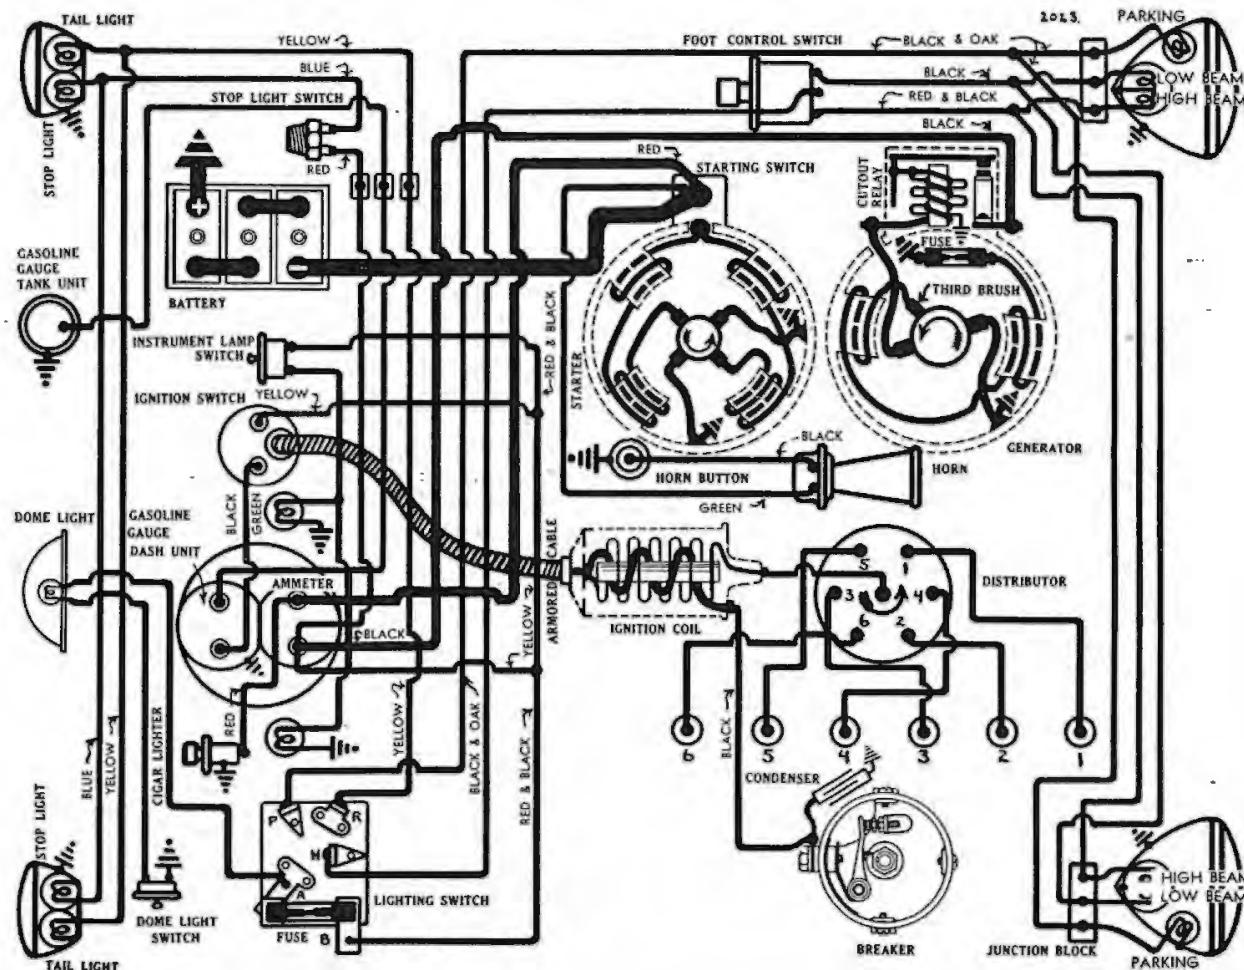 TAIL LIGHT
YELLOW
BLUE
STOP LIGHT SWITCH
STOP LIGHT
RED
FOOT CONTROL SWITCH
BLACK & OAK
2023.
PARKING
BLACK
LOW BEAM
RED & BLACK
HIGH BEAM
BLACK
RED
STARTING SWITCH
CUTOUT
RELAY
FUSE
GASOLINE
GAUGE
TANK UNIT
BATTERY
THIRD BRUSH
INSTRUMENT LAMP
SWITCH
RED & BLACK
IGNITION SWITCH
YELLOW
STARTER
BLACK
GENERATOR
HORN BUTTON
HORN
GREEN
BLACK
GREEN
DOME LIGHT
GASOLINE
GAUGE
DASH UNIT
AMMETER
ARMORED CABLE
5
1
DISTRIBUTOR
3
4
6
2
IGNITION COIL
BLACK
YELLOW
RED
CIGAR LIGHTER
YELLOW
BLACK & OAK
BLACK
6
5
4
3
2
1
BLUE
YELLOW
RED & BLACK
CONDENSER
P
R
H
A
STOP LIGHT
LIGHTING SWITCH
HIGH BEAM
LOW BEAM
DOME LIGHT
SWITCH
FUSE
B
BREAKER
JUNCTION BLOCK
PARKING
TAIL LIGHT